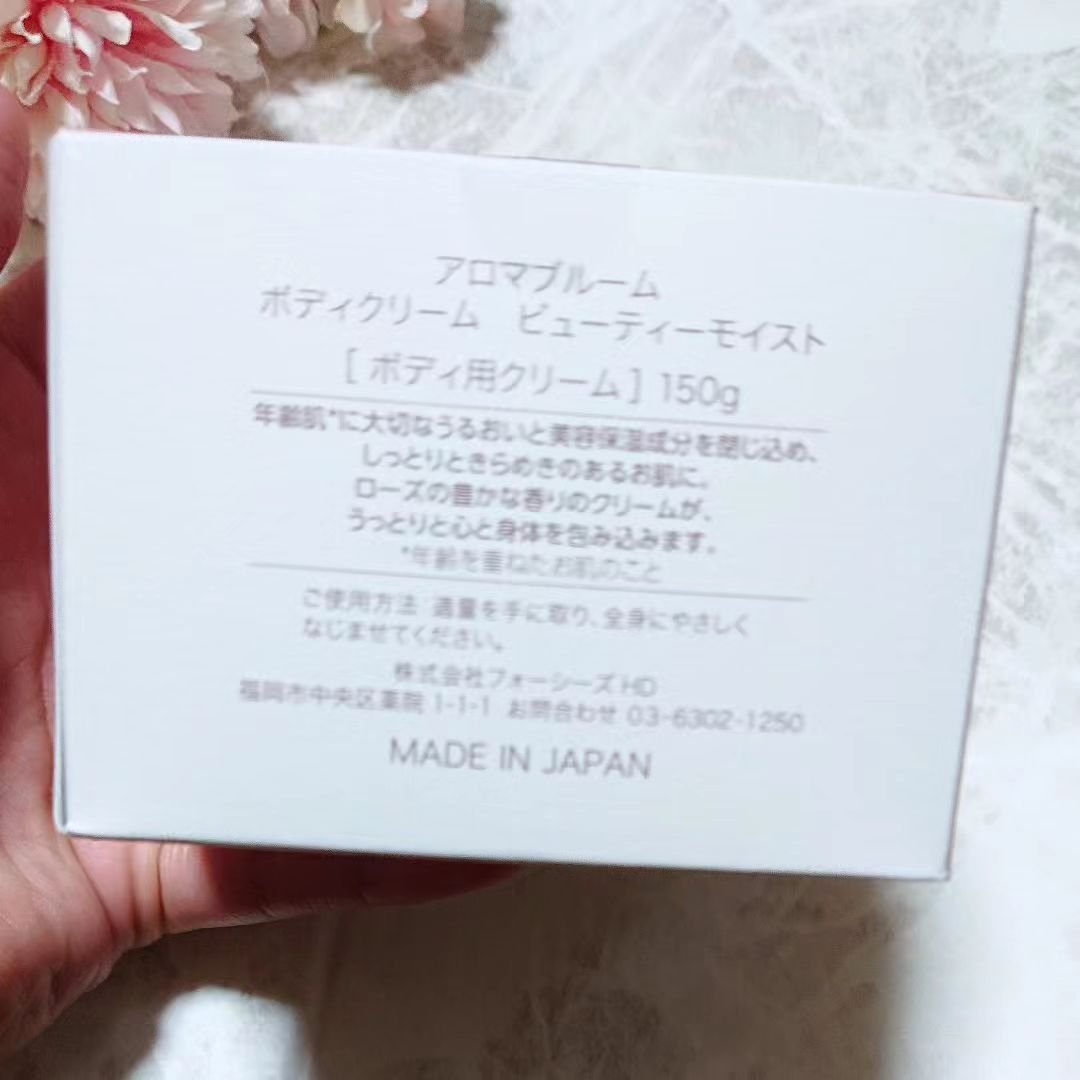 アロマブルーム
ボディクリーム　ビューティーモイスト
[ ボディ用クリーム ] 150g
年齢肌*に大切なうるおいと美容保湿成分を閉じ込め、
しっとりときらめきのあるお肌に。
ローズの豊かな香りのクリームが、
うっとりと心と身体を包み込みます。
*年齢を重ねたお肌のこと
ご使用方法 適量を手に取り、全身にやさしく
なじませてください。
株式会社フォーシーズHD
福岡市中央区薬院 1-1-1 お問合わせ 03-6302-1250
MADE IN JAPAN